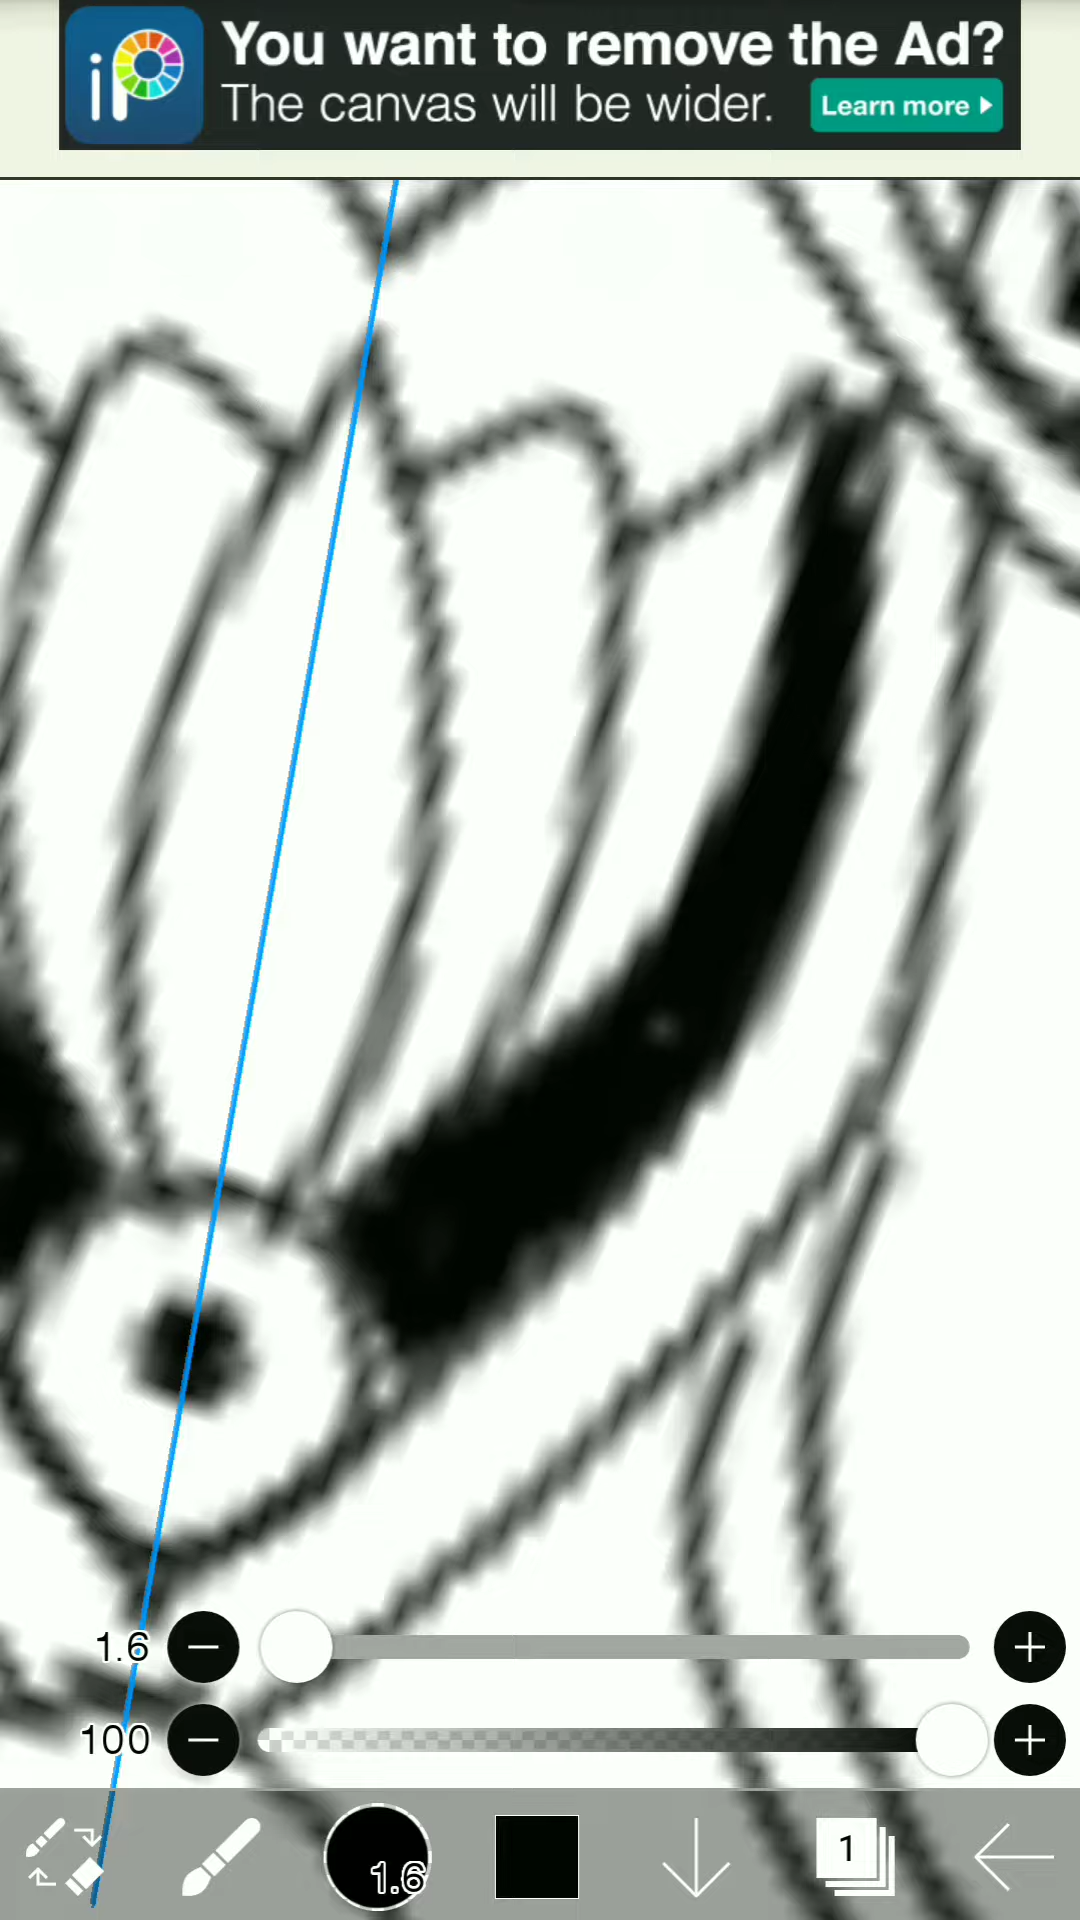 iP
You want to remove the Ad?
The canvas will be wider.
Learn more
1.6
100
1.6
1